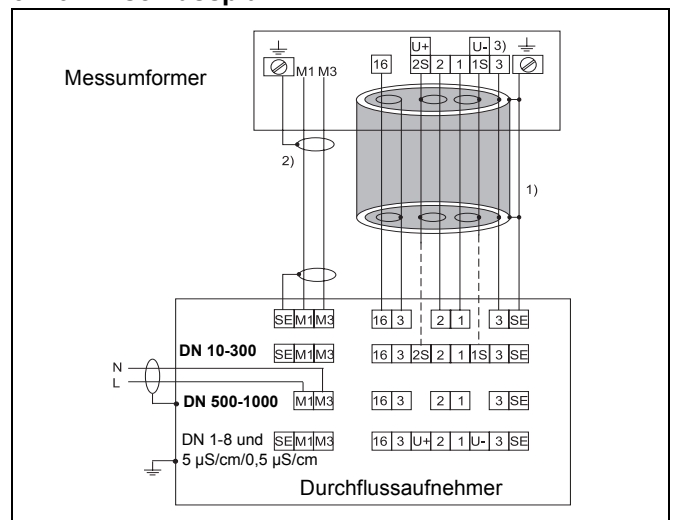 U+ U- 3)
M1 M3 16 2S 2 1 1S 3
Messumformer
2)
1)
SE M1 M3 16 3 2 1 3 SE
DN 10-300 SE M1 M3 16 3 2S 2 1 1S 3 SE
N
L
DN 500-1000 M1 M3 16 3 2 1 3 SE
DN 1-8 und SE M1 M3 16 3 U+ 2 1 U- 3 SE
5 µS/cm/0,5 µS/cm
Durchflussaufnehmer